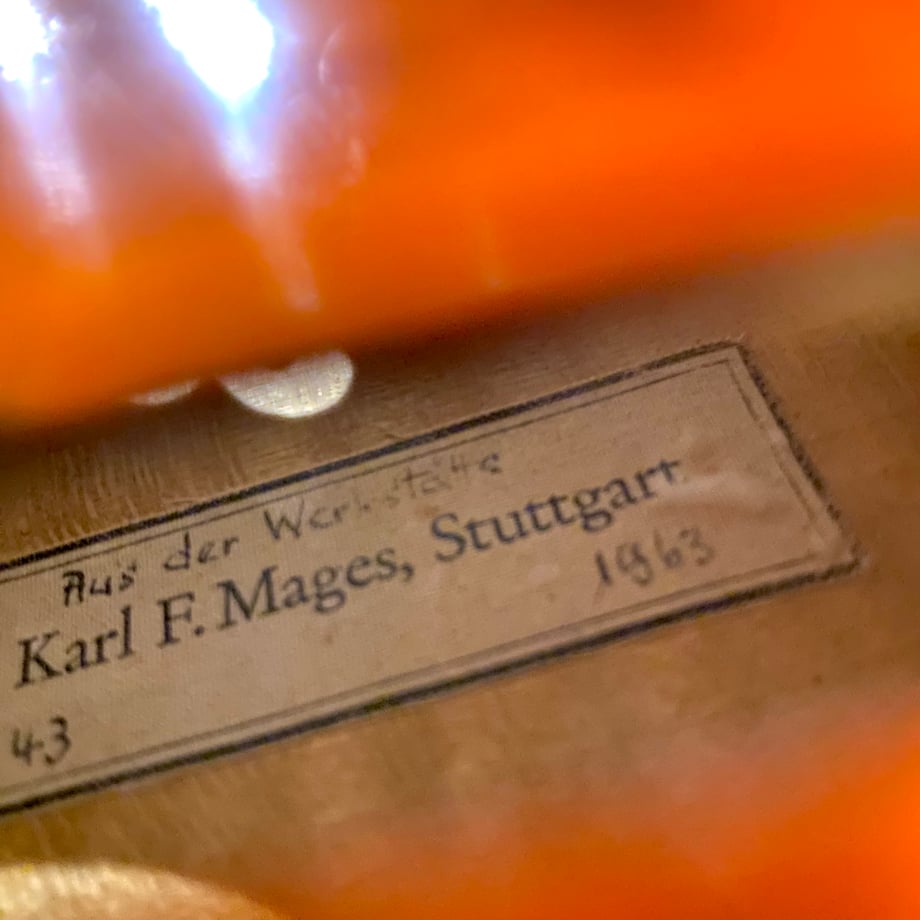 Aus der Werkstätte
Karl F. Mages, Stuttgart
1963
43